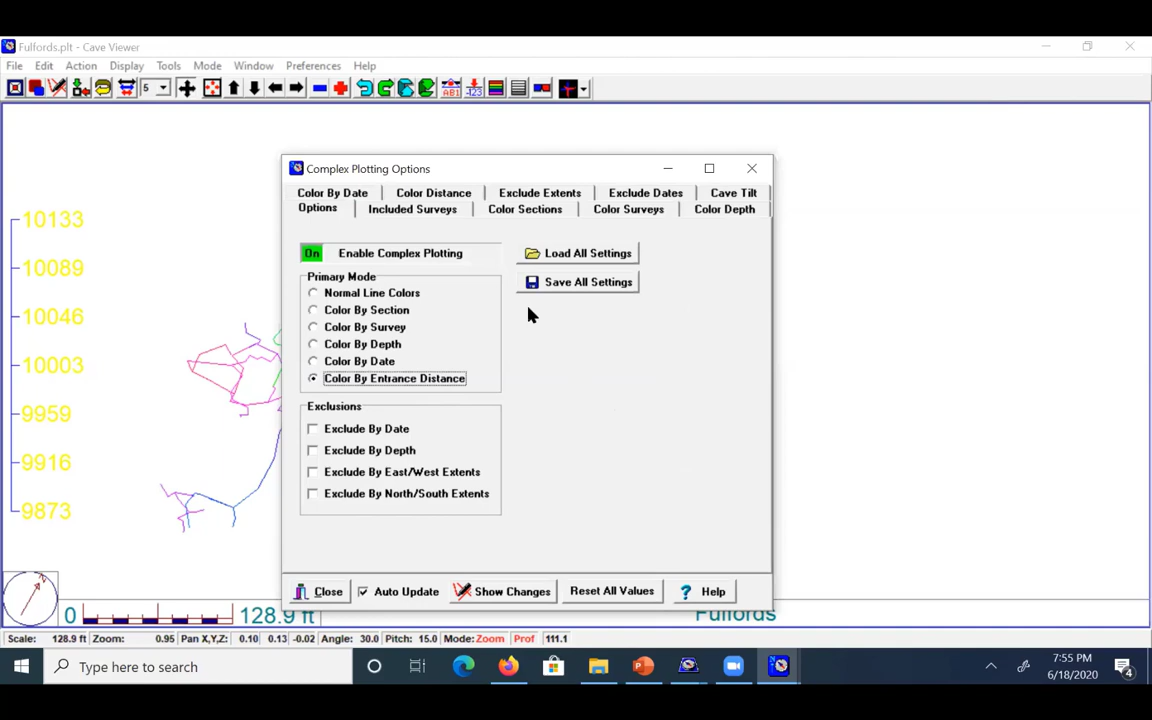 Fulfords.plt - Cave Viewer
File Edit Action Display Tools Mode Window Preferences Help
5
Complex Plotting Options
Color By Date Color Distance Exclude Extents Exclude Dates Cave Tilt
Options Included Surveys Color Sections Color Surveys Color Depth
On Enable Complex Plotting
Load All Settings
Save All Settings
Primary Mode
Normal Line Colors
Color By Section
Color By Survey
Color By Depth
Color By Date
Color By Entrance Distance
Exclusions
Exclude By Date
Exclude By Depth
Exclude By East/West Extents
Exclude By North/South Extents
Close Auto Update Show Changes Reset All Values ? Help
10133
10089
10046
10003
9959
9916
9873
N
0 128.9 ft
Fulfords
Scale: 128.9 ft Zoom: 0.95 Pan X,Y,Z: 0.10 0.13 -0.02 Angle: 30.0 Pitch: 15.0 Mode: Zoom Prof 111.1
Type here to search
7:55 PM
6/18/2020
4